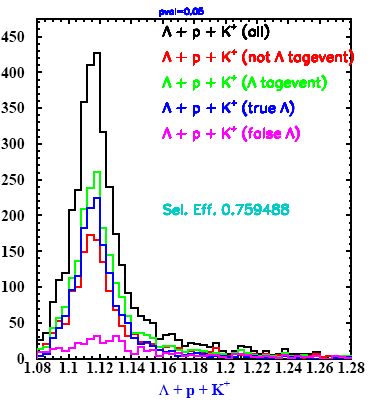 pval=0.05
Λ + p + K⁺ (all)
Λ + p + K⁺ (not Λ tagevent)
Λ + p + K⁺ (Λ tagevent)
Λ + p + K⁺ (true Λ)
Λ + p + K⁺ (false Λ)
Sel. Eff. 0.759488
450
400
350
300
250
200
150
100
50
0
1.08 1.1 1.12 1.14 1.16 1.18 1.2 1.22 1.24 1.26 1.28
Λ + p + K⁺